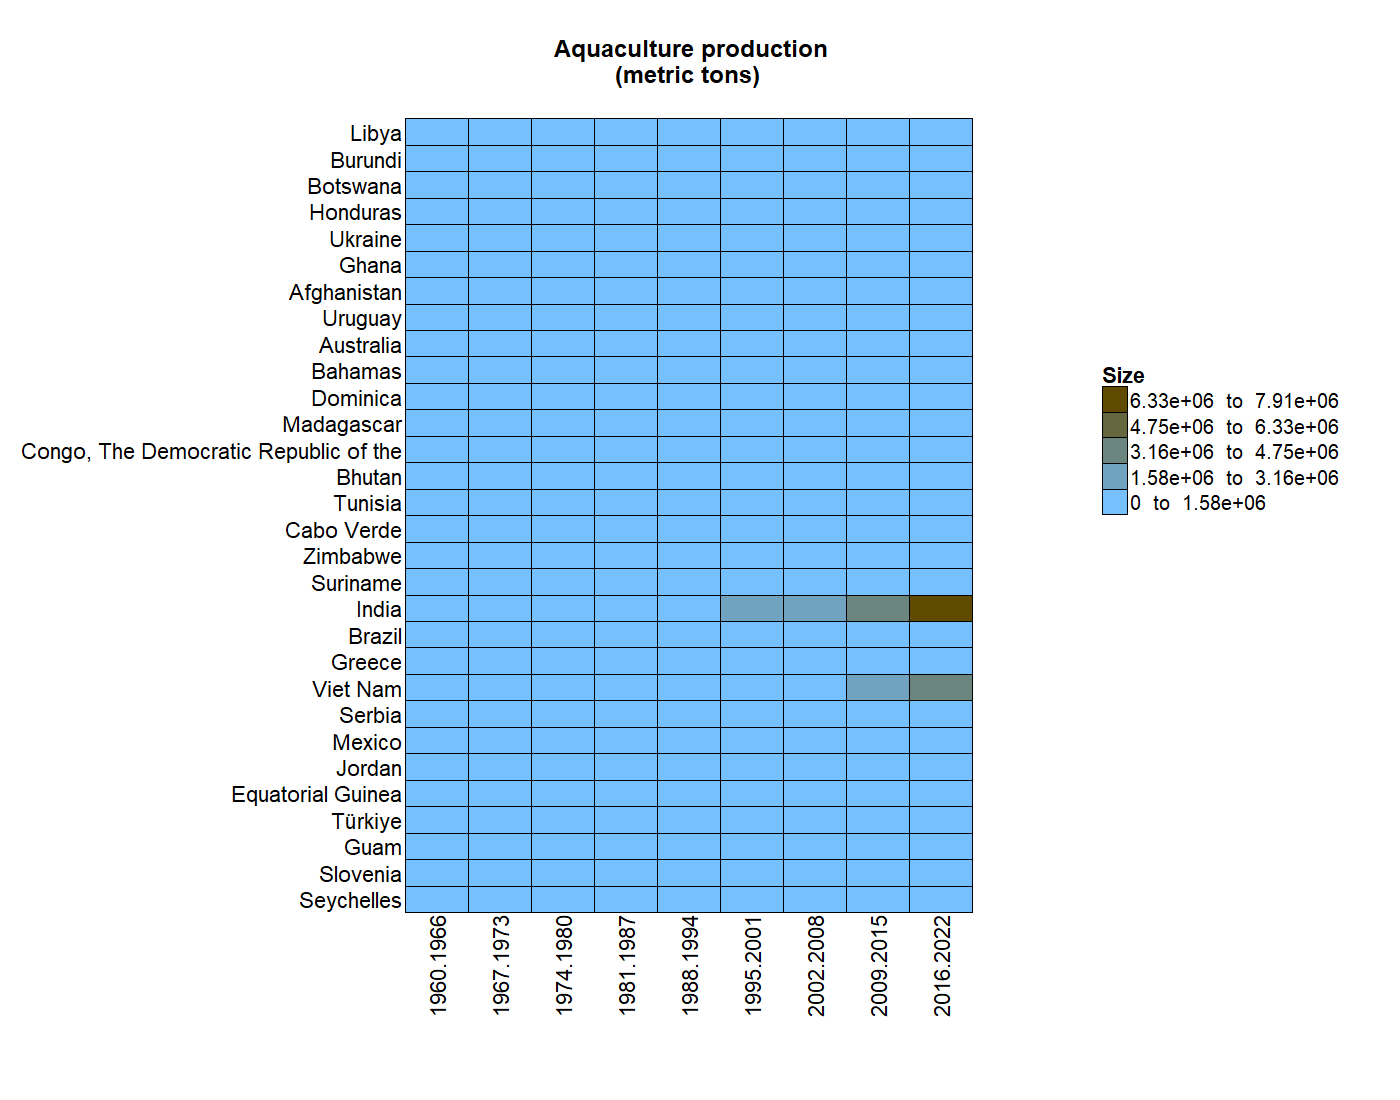 Aquaculture production
(metric tons)
Libya
Burundi
Botswana
Honduras
Ukraine
Ghana
Afghanistan
Uruguay
Australia
Bahamas
Dominica
Madagascar
Congo, The Democratic Republic of the
Bhutan
Tunisia
Cabo Verde
Zimbabwe
Suriname
India
Brazil
Greece
Viet Nam
Serbia
Mexico
Jordan
Equatorial Guinea
Türkiye
Guam
Slovenia
Seychelles
1960.1966
1967.1973
1974.1980
1981.1987
1988.1994
1995.2001
2002.2008
2009.2015
2016.2022
Size
6.33e+06 to 7.91e+06
4.75e+06 to 6.33e+06
3.16e+06 to 4.75e+06
1.58e+06 to 3.16e+06
0 to 1.58e+06